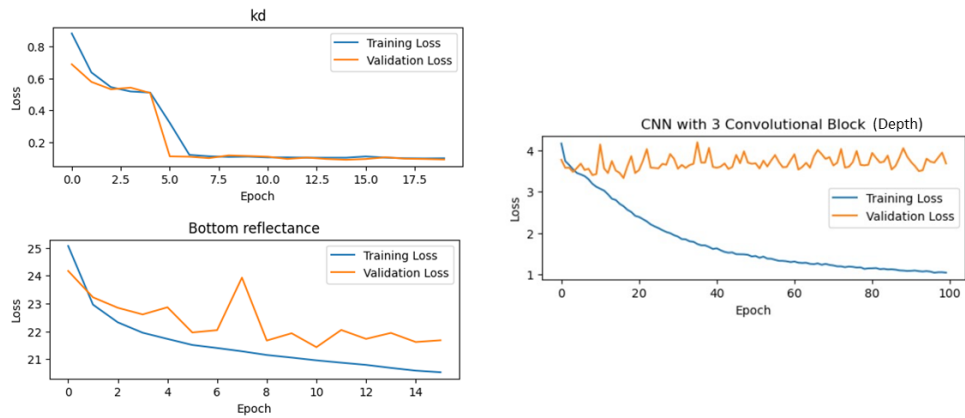 kd
Loss
0.8
0.6
0.4
0.2
Training Loss
Validation Loss
0.0 2.5 5.0 7.5 10.0 12.5 15.0 17.5
Epoch
Bottom reflectance
Loss
25
24
23
22
21
Training Loss
Validation Loss
0 2 4 6 8 10 12 14
Epoch
CNN with 3 Convolutional Block (Depth)
Loss
4
3
2
1
Training Loss
Validation Loss
0 20 40 60 80 100
Epoch